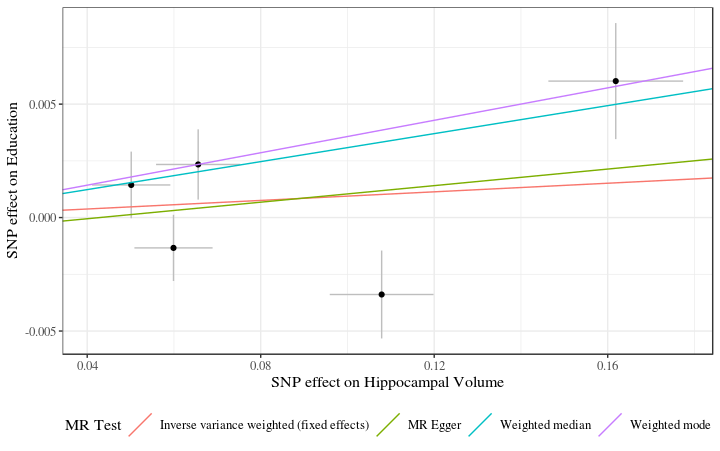 SNP effect on Education
0.005
0.000
-0.005
0.04
0.08
0.12
0.16
SNP effect on Hippocampal Volume
MR Test
Inverse variance weighted (fixed effects)
MR Egger
Weighted median
Weighted mode